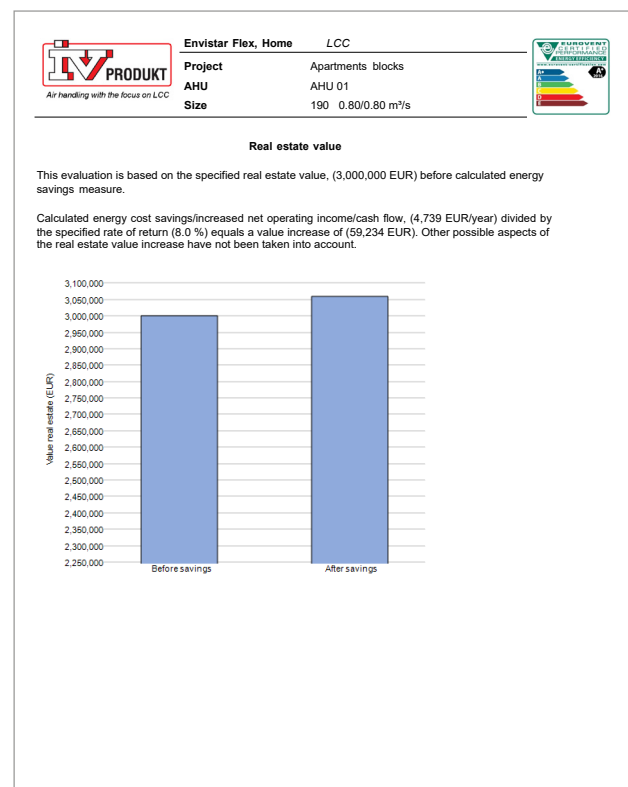 IV PRODUKT
Air handling with the focus on LCC
Envistar Flex, Home LCC
Project Apartments blocks
AHU AHU 01
Size 190 0.80/0.80 m³/s
EUROVENT
CERTIFIED
PERFORMANCE
ENERGY EFFICIENCY
www.eurovent-certification.com
A+
A
B
C
D
E
A+
2016
Real estate value
This evaluation is based on the specified real estate value, (3,000,000 EUR) before calculated energy
savings measure.
Calculated energy cost savings/increased net operating income/cash flow, (4,739 EUR/year) divided by
the specified rate of return (8.0 %) equals a value increase of (59,234 EUR). Other possible aspects of
the real estate value increase have not been taken into account.
Value real estate (EUR)
3,100,000
3,050,000
3,000,000
2,950,000
2,900,000
2,850,000
2,800,000
2,750,000
2,700,000
2,650,000
2,600,000
2,550,000
2,500,000
2,450,000
2,400,000
2,350,000
2,300,000
2,250,000
Before savings After savings